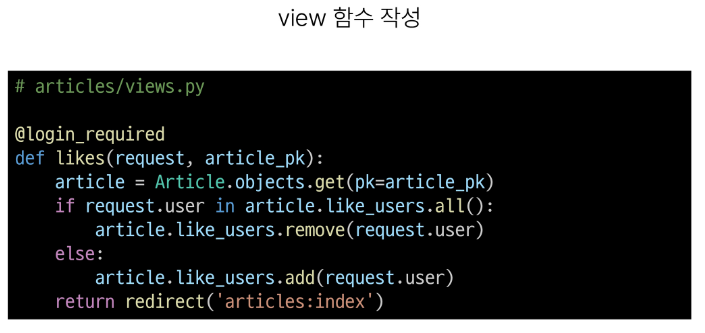 view 함수 작성
# articles/views.py
@login_required
def likes(request, article_pk):
    article = Article.objects.get(pk=article_pk)
    if request.user in article.like_users.all():
        article.like_users.remove(request.user)
    else:
        article.like_users.add(request.user)
    return redirect('articles:index')